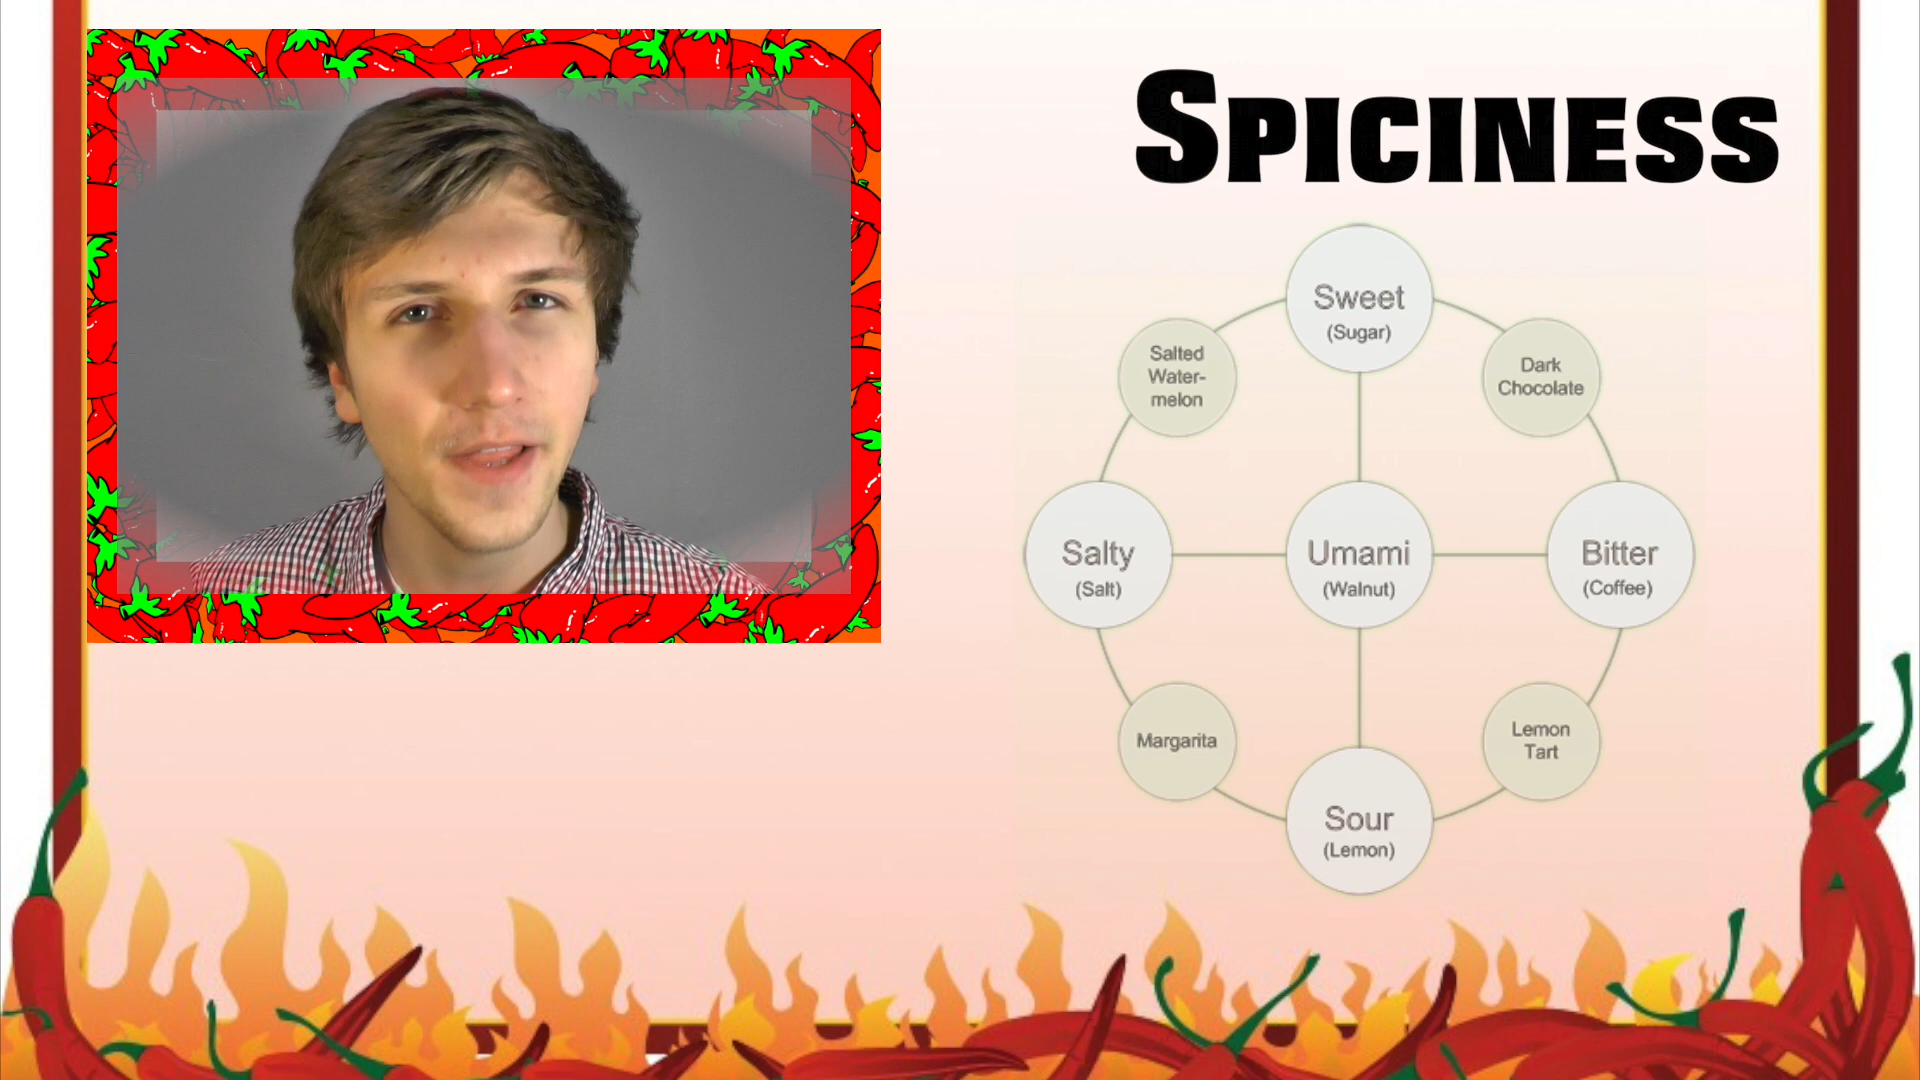 SPICINESS
Sweet
(Sugar)
Salted
Water-
melon
Dark
Chocolate
Salty
(Salt)
Umami
(Walnut)
Bitter
(Coffee)
Margarita
Lemon
Tart
Sour
(Lemon)